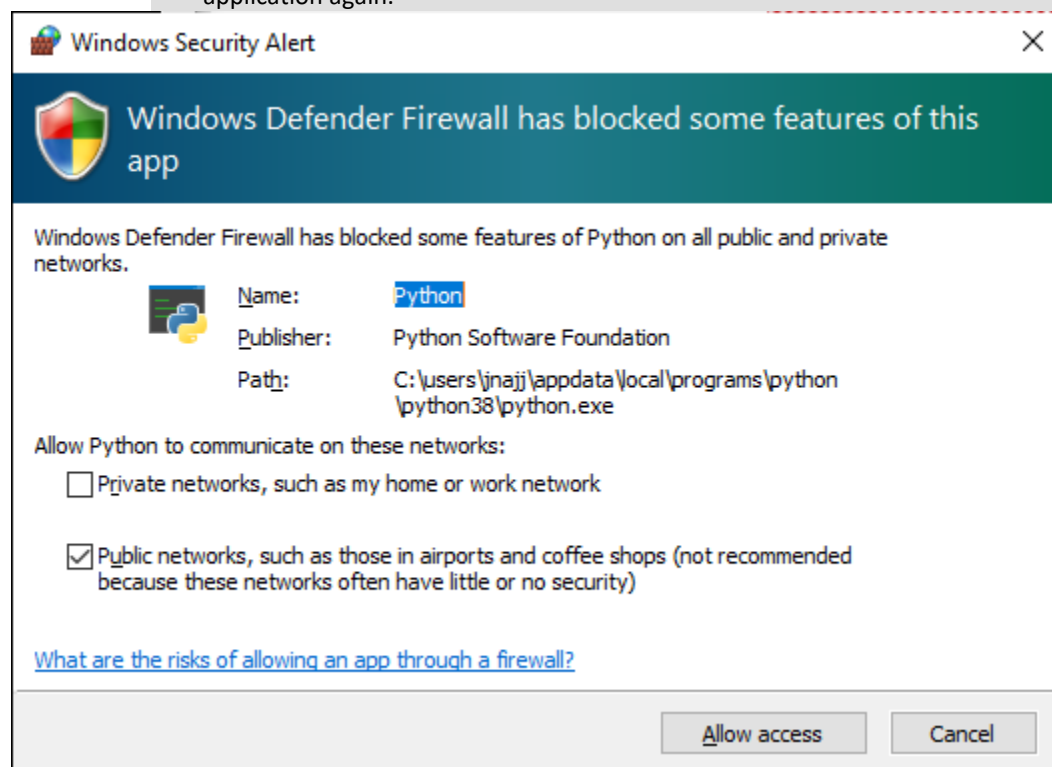 application again.
Windows Security Alert
Windows Defender Firewall has blocked some features of this
app
Windows Defender Firewall has blocked some features of Python on all public and private
networks.
Name: Python
Publisher: Python Software Foundation
Path: C:\users\jnajj\appdata\local\programs\python
\python38\python.exe
Allow Python to communicate on these networks:
Private networks, such as my home or work network
Public networks, such as those in airports and coffee shops (not recommended
because these networks often have little or no security)
What are the risks of allowing an app through a firewall?
Allow access Cancel